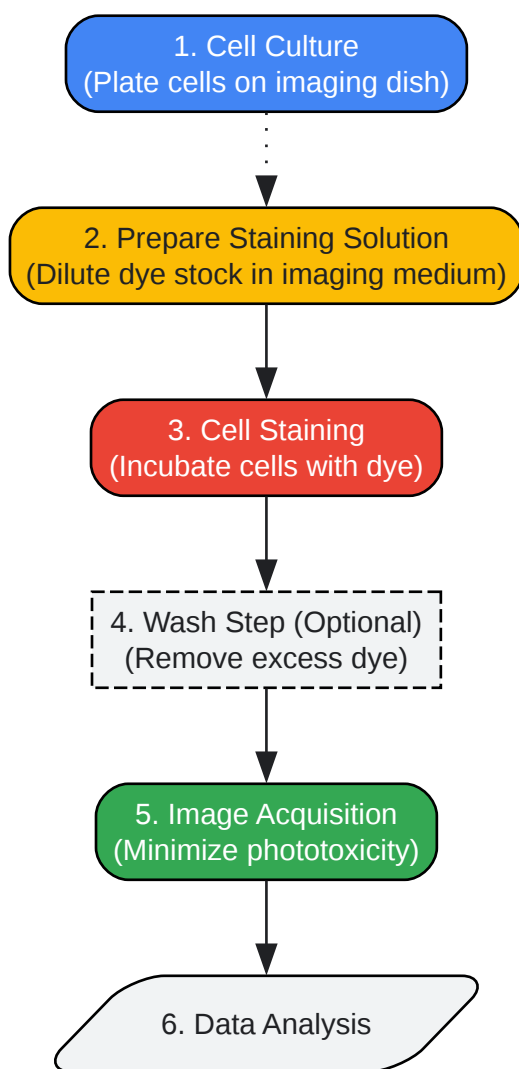 1. Cell Culture
(Plate cells on imaging dish)
2. Prepare Staining Solution
(Dilute dye stock in imaging medium)
3. Cell Staining
(Incubate cells with dye)
4. Wash Step (Optional)
(Remove excess dye)
5. Image Acquisition
(Minimize phototoxicity)
6. Data Analysis